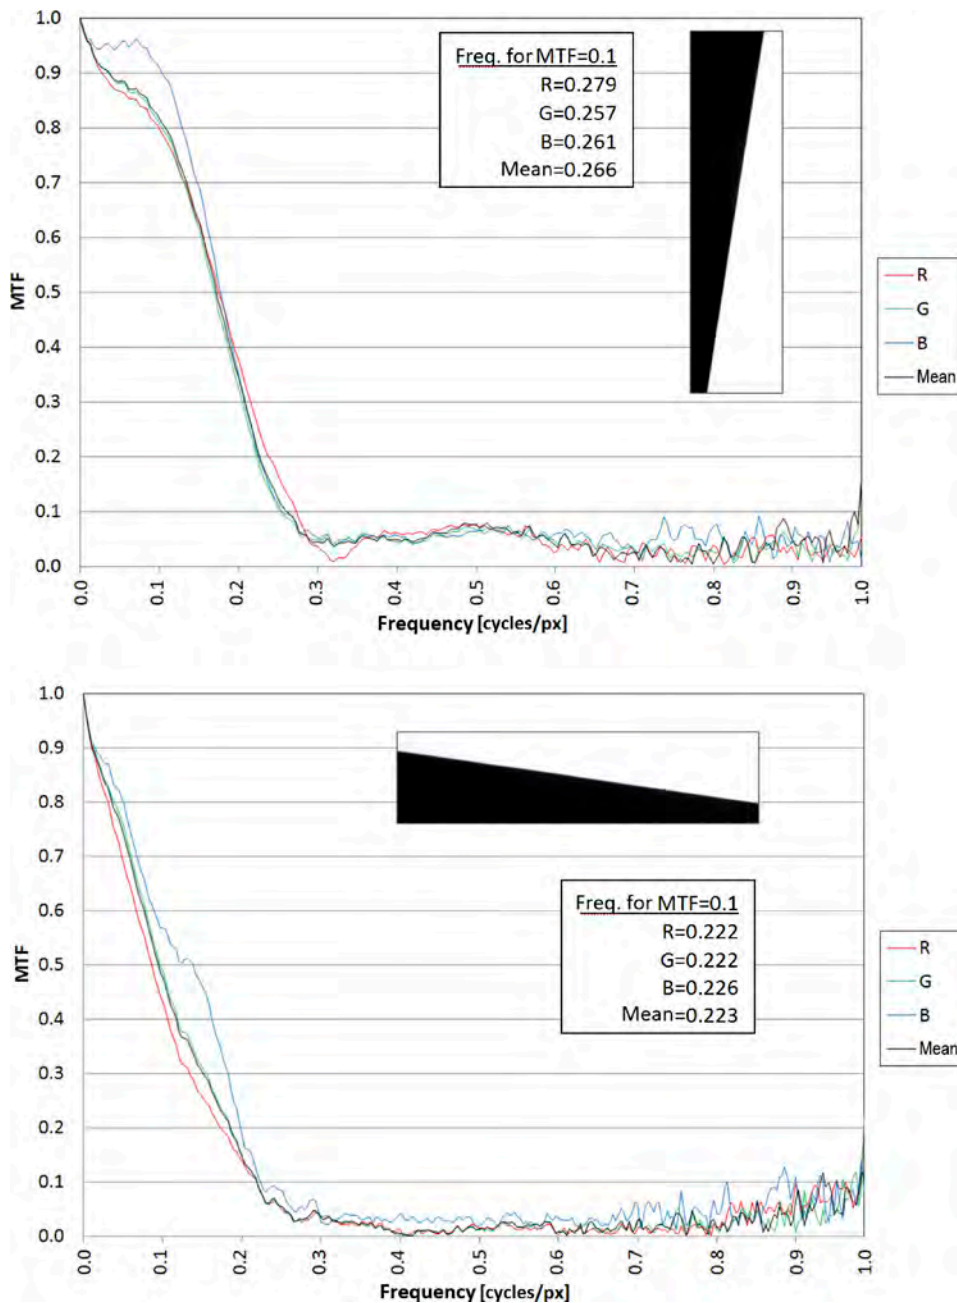 1.0
0.9
0.8
0.7
0.6
0.5
0.4
0.3
0.2
0.1
0.0
MTF
Freq. for MTF=0.1
R=0.279
G=0.257
B=0.261
Mean=0.266
R
G
B
Mean
0.0 0.1 0.2 0.3 0.4 0.5 0.6 0.7 0.8 0.9 1.0
Frequency [cycles/px]
1.0
0.9
0.8
0.7
0.6
0.5
0.4
0.3
0.2
0.1
0.0
MTF
Freq. for MTF=0.1
R=0.222
G=0.222
B=0.226
Mean=0.223
R
G
B
Mean
0.0 0.1 0.2 0.3 0.4 0.5 0.6 0.7 0.8 0.9 1.0
Frequency [cycles/px]